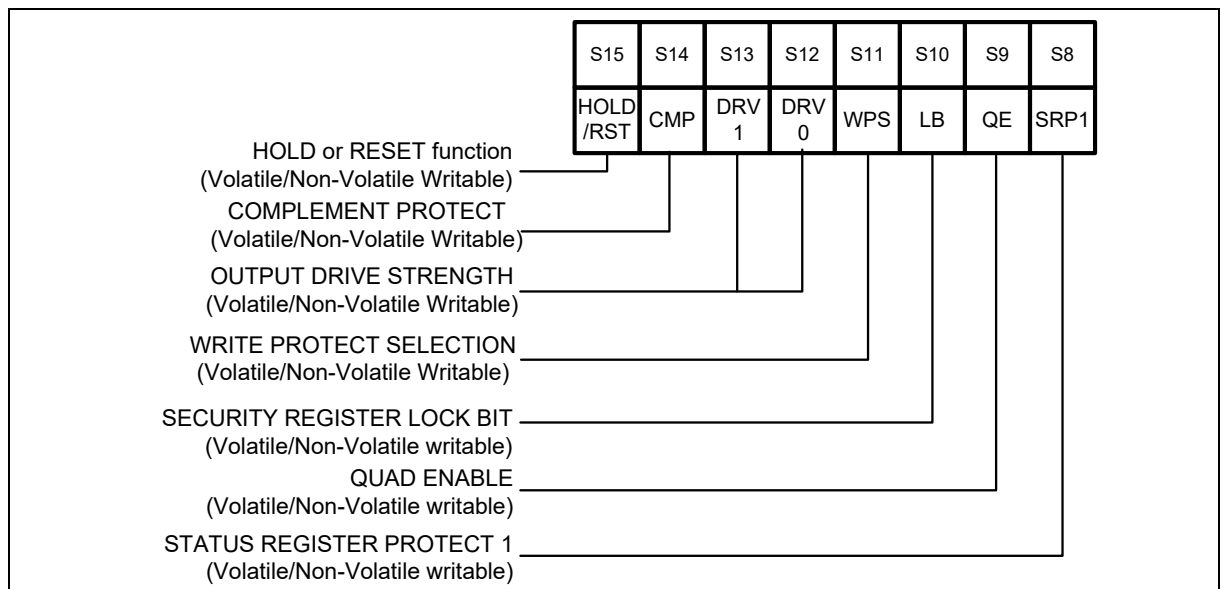 S15 S14 S13 S12 S11 S10 S9 S8
HOLD /RST CMP DRV 1 DRV 0 WPS LB QE SRP1
HOLD or RESET function
(Volatile/Non-Volatile Writable)
COMPLEMENT PROTECT
(Volatile/Non-Volatile Writable)
OUTPUT DRIVE STRENGTH
(Volatile/Non-Volatile Writable)
WRITE PROTECT SELECTION
(Volatile/Non-Volatile Writable)
SECURITY REGISTER LOCK BIT
(Volatile/Non-Volatile writable)
QUAD ENABLE
(Volatile/Non-Volatile writable)
STATUS REGISTER PROTECT 1
(Volatile/Non-Volatile writable)